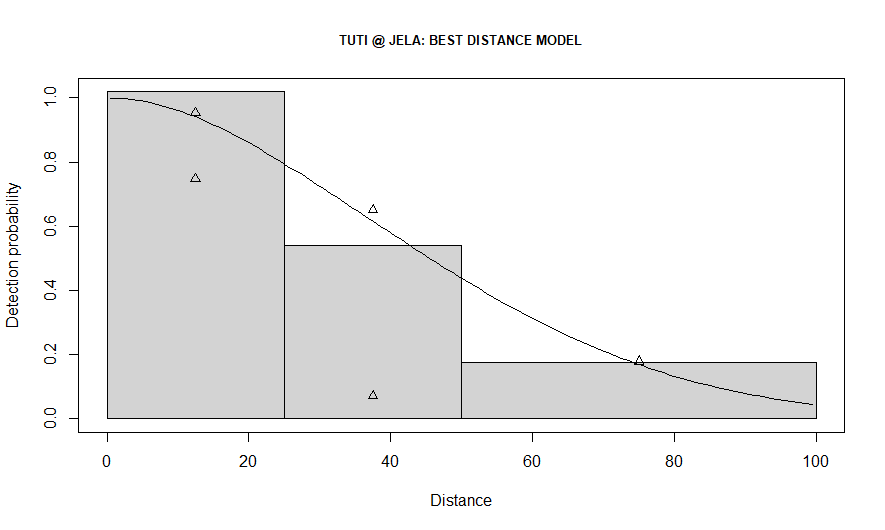 TUTI @ JELA: BEST DISTANCE MODEL
Detection probability
1.0
0.8
0.6
0.4
0.2
0.0
0 20 40 60 80 100
Distance